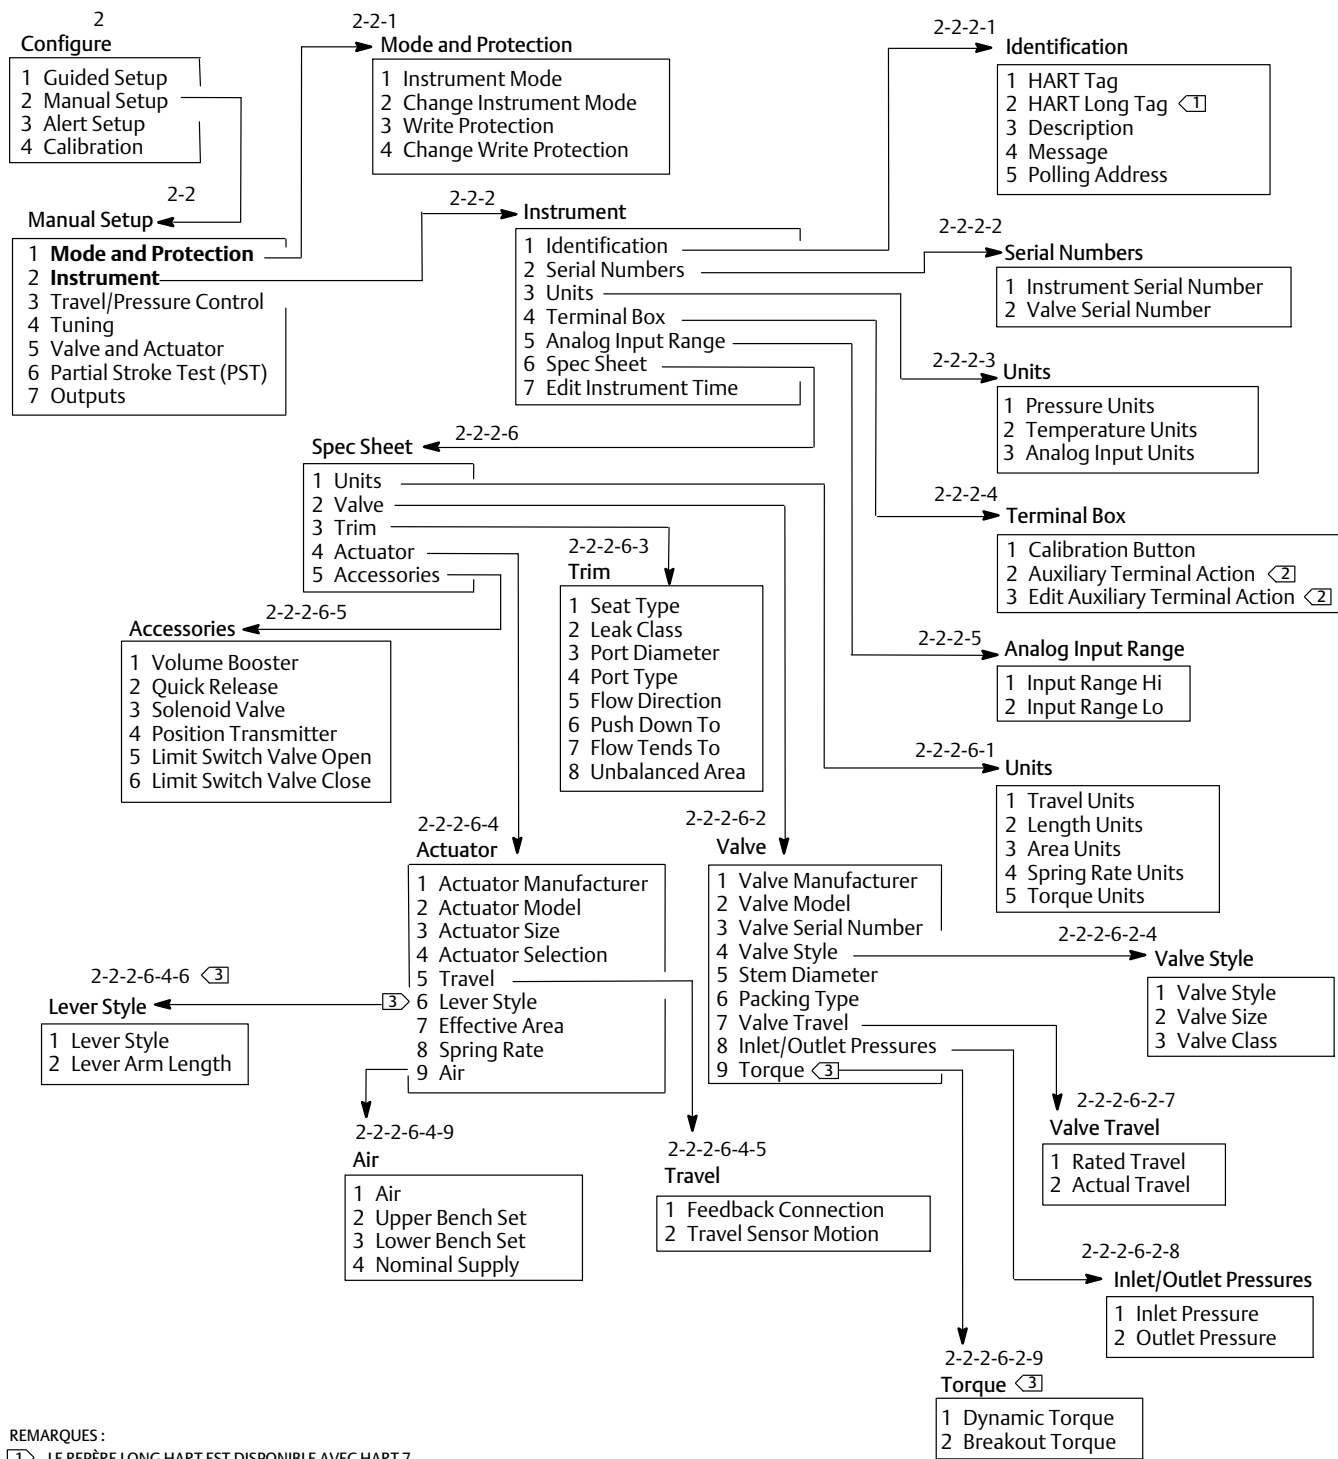 2
Configure
1 Guided Setup
2 Manual Setup
3 Alert Setup
4 Calibration
2-2-1
Mode and Protection
1 Instrument Mode
2 Change Instrument Mode
3 Write Protection
4 Change Write Protection
2-2-2-1
Identification
1 HART Tag
2 HART Long Tag 1
3 Description
4 Message
5 Polling Address
2-2
Manual Setup
1 Mode and Protection
2 Instrument
3 Travel/Pressure Control
4 Tuning
5 Valve and Actuator
6 Partial Stroke Test (PST)
7 Outputs
2-2-2
Instrument
1 Identification
2 Serial Numbers
3 Units
4 Terminal Box
5 Analog Input Range
6 Spec Sheet
7 Edit Instrument Time
2-2-2-2
Serial Numbers
1 Instrument Serial Number
2 Valve Serial Number
2-2-2-3
Units
1 Pressure Units
2 Temperature Units
3 Analog Input Units
2-2-2-6
Spec Sheet
1 Units
2 Valve
3 Trim
4 Actuator
5 Accessories
2-2-2-4
Terminal Box
1 Calibration Button
2 Auxiliary Terminal Action 2
3 Edit Auxiliary Terminal Action 2
2-2-2-6-5
Accessories
1 Volume Booster
2 Quick Release
3 Solenoid Valve
4 Position Transmitter
5 Limit Switch Valve Open
6 Limit Switch Valve Close
2-2-2-6-3
Trim
1 Seat Type
2 Leak Class
3 Port Diameter
4 Port Type
5 Flow Direction
6 Push Down To
7 Flow Tends To
8 Unbalanced Area
2-2-2-5
Analog Input Range
1 Input Range Hi
2 Input Range Lo
2-2-2-6-1
Units
1 Travel Units
2 Length Units
3 Area Units
4 Spring Rate Units
5 Torque Units
2-2-2-6-4
Actuator
1 Actuator Manufacturer
2 Actuator Model
3 Actuator Size
4 Actuator Selection
5 Travel
3 6 Lever Style
7 Effective Area
8 Spring Rate
9 Air
2-2-2-6-2
Valve
1 Valve Manufacturer
2 Valve Model
3 Valve Serial Number
4 Valve Style
5 Stem Diameter
6 Packing Type
7 Valve Travel
8 Inlet/Outlet Pressures
9 Torque 3
2-2-2-6-2-4
Valve Style
1 Valve Style
2 Valve Size
3 Valve Class
2-2-2-6-4-6 3
Lever Style
1 Lever Style
2 Lever Arm Length
2-2-2-6-4-9
Air
1 Air
2 Upper Bench Set
3 Lower Bench Set
4 Nominal Supply
2-2-2-6-4-5
Travel
1 Feedback Connection
2 Travel Sensor Motion
2-2-2-6-2-7
Valve Travel
1 Rated Travel
2 Actual Travel
2-2-2-6-2-8
Inlet/Outlet Pressures
1 Inlet Pressure
2 Outlet Pressure
2-2-2-6-2-9
Torque 3
1 Dynamic Torque
2 Breakout Torque
REMARQUES :
1 LE REPÈRE LONG HART EST DISPONIBLE AVEC HART 7